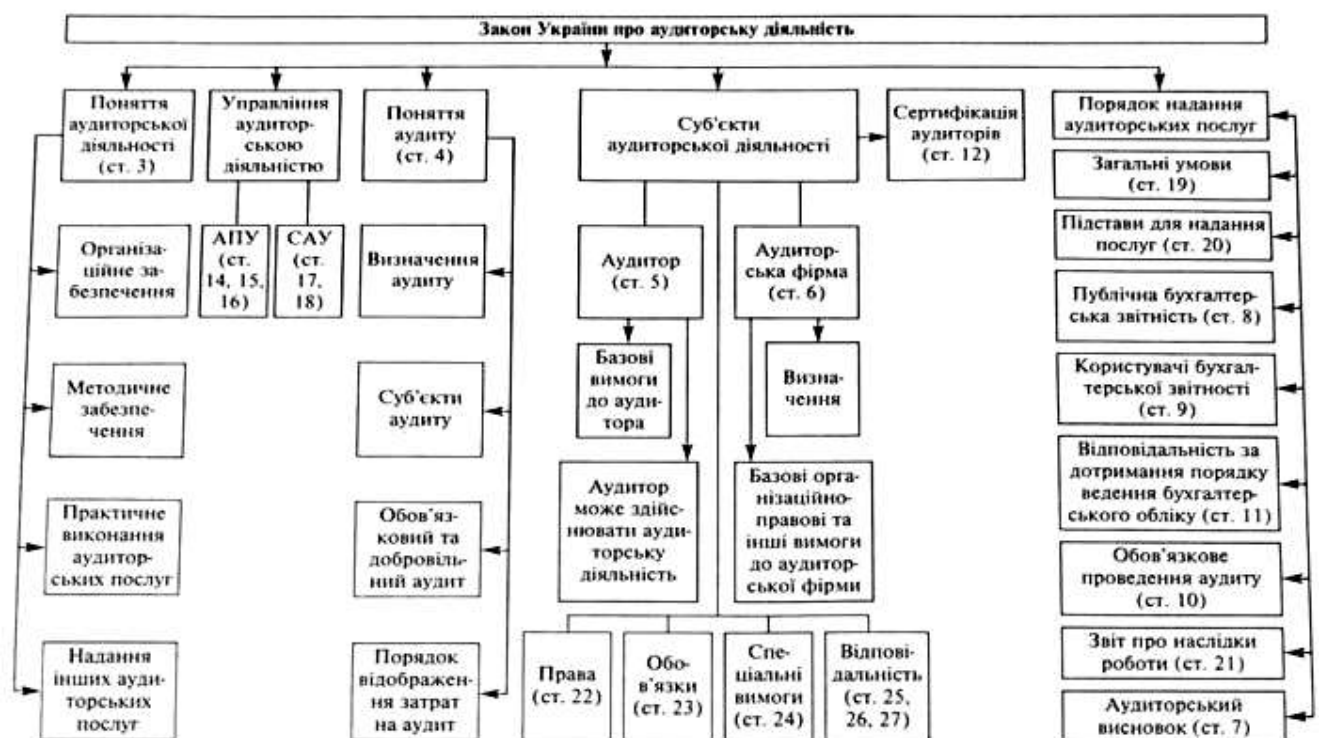 Закон України про аудиторську діяльність
Поняття
аудиторської
діяльності
(ст. 3)
Організа-
ційне за-
безпечення
Методичне
забезпе-
чення
Практичне
виконання
аудитор-
ських послуг
Надання
інших ауди-
торських
послуг
Управління
аудитор-
ською
діяльністю
АПУ
(ст.
14, 15,
16)
САУ
(ст.
17,
18)
Поняття
аудиту
(ст. 4)
Визначення
аудиту
Суб'єкти
аудиту
Обов'яз-
ковий та
добровіль-
ний аудит
Порядок
відображен-
ня затрат
на аудит
Суб'єкти
аудиторської діяльності
Аудитор
(ст. 5)
Базові
вимоги
до ауди-
тора
Аудитор
може здійс-
нювати ауди-
торську
діяльність
Аудитор-
ська фірма
(ст. 6)
Визна-
чення
Базові орга-
нізаційно-
правові та
інші вимоги
до аудитор-
ської фірми
Права
(ст. 22)
Обо-
в'язки
(ст. 23)
Спе-
ціальні
вимоги
(ст. 24)
Відпові-
дальність
(ст. 25,
26, 27)
Сертифікація
аудиторів
(ст. 12)
Порядок надання
аудиторських послуг
Загальні умови
(ст. 19)
Підстави для надання
послуг (ст. 20)
Публічна бухгалтер-
ська звітність (ст. 8)
Користувачі бухгал-
терської звітності
(ст. 9)
Відповідальність за
дотримання порядку
ведення бухгалтер-
ського обліку (ст. 11)
Обов'язкове
проведення аудиту
(ст. 10)
Звіт про наслідки
роботи (ст. 21)
Аудиторський
висновок (ст. 7)